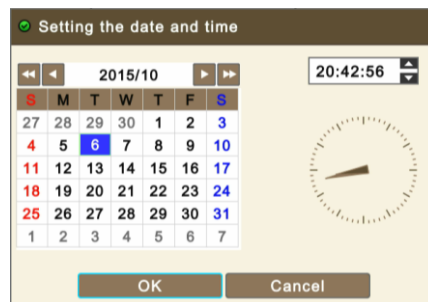 Setting the date and time
2015/10
20:42:56
S M T W T F S
27 28 29 30 1 2 3
4 5 6 7 8 9 10
11 12 13 14 15 16 17
18 19 20 21 22 23 24
25 26 27 28 29 30 31
1 2 3 4 5 6 7
OK Cancel